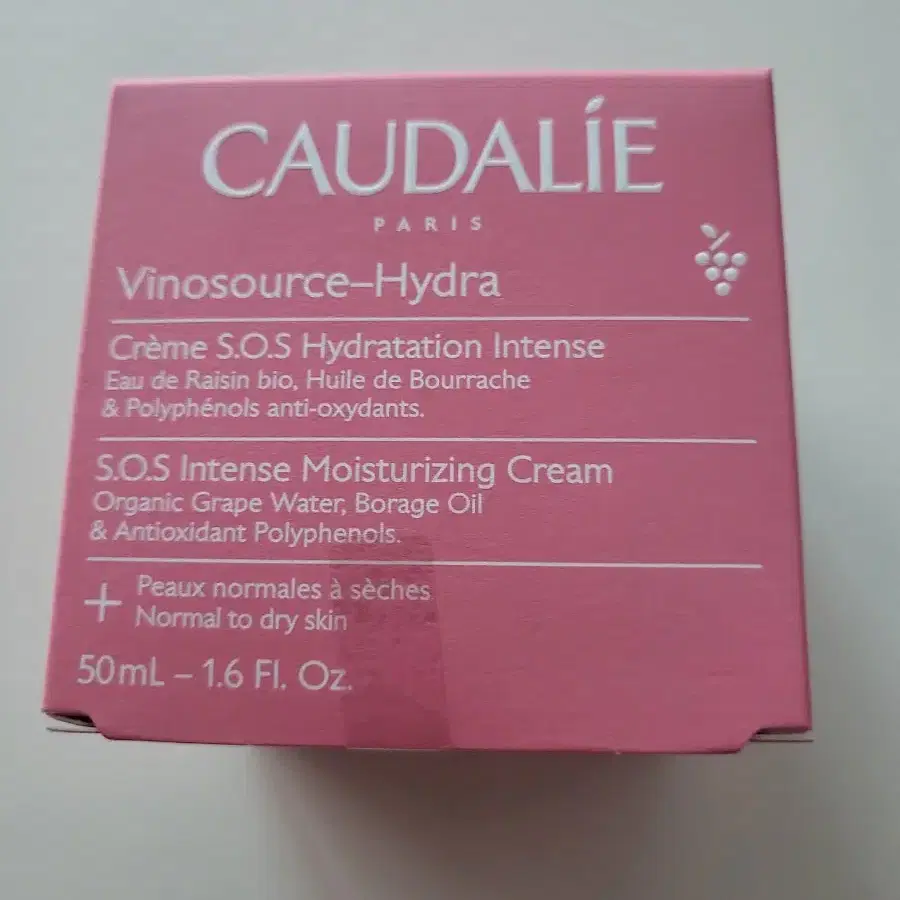 CAUDALÍE
PARIS
Vinosource–Hydra
Crème S.O.S Hydratation Intense
Eau de Raisin bio, Huile de Bourrache
& Polyphénols anti-oxydants.
S.O.S Intense Moisturizing Cream
Organic Grape Water, Borage Oil
& Antioxidant Polyphenols.
+ Peaux normales à sèches
Normal to dry skin
50mL – 1.6 Fl. Oz.